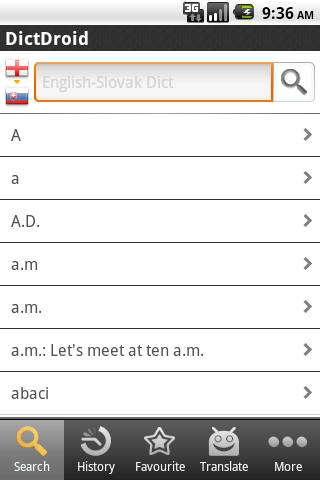 3G
9:36 AM
DictDroid
English-Slovak Dict
A
a
A.D.
a.m
a.m.
a.m.: Let's meet at ten a.m.
abaci
Search History Favourite Translate More